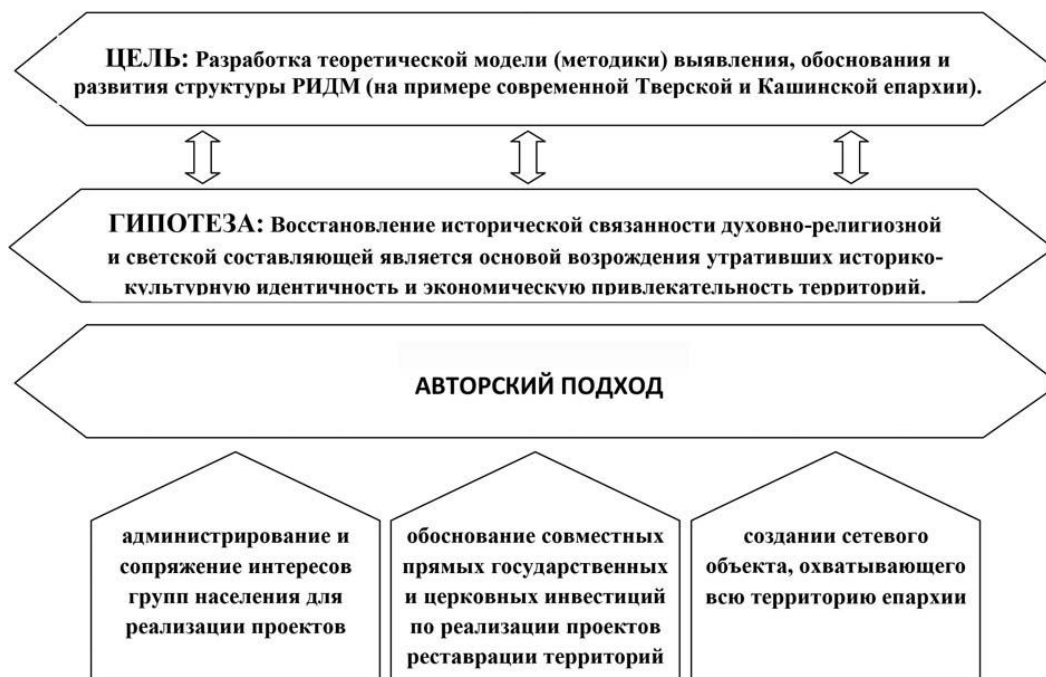 ЦЕЛЬ: Разработка теоретической модели (методики) выявления, обоснования и
развития структуры РИДМ (на примере современной Тверской и Кашинской епархии).
ГИПОТЕЗА: Восстановление исторической связанности духовно-религиозной
и светской составляющей является основой возрождения утративших историко-
культурную идентичность и экономическую привлекательность территорий.
АВТОРСКИЙ ПОДХОД
администрирование и
сопряжение интересов
групп населения для
реализации проектов
обоснование совместных
прямых государственных
и церковных инвестиций
по реализации проектов
реставрации территорий
создании сетевого
объекта, охватывающего
всю территорию епархии